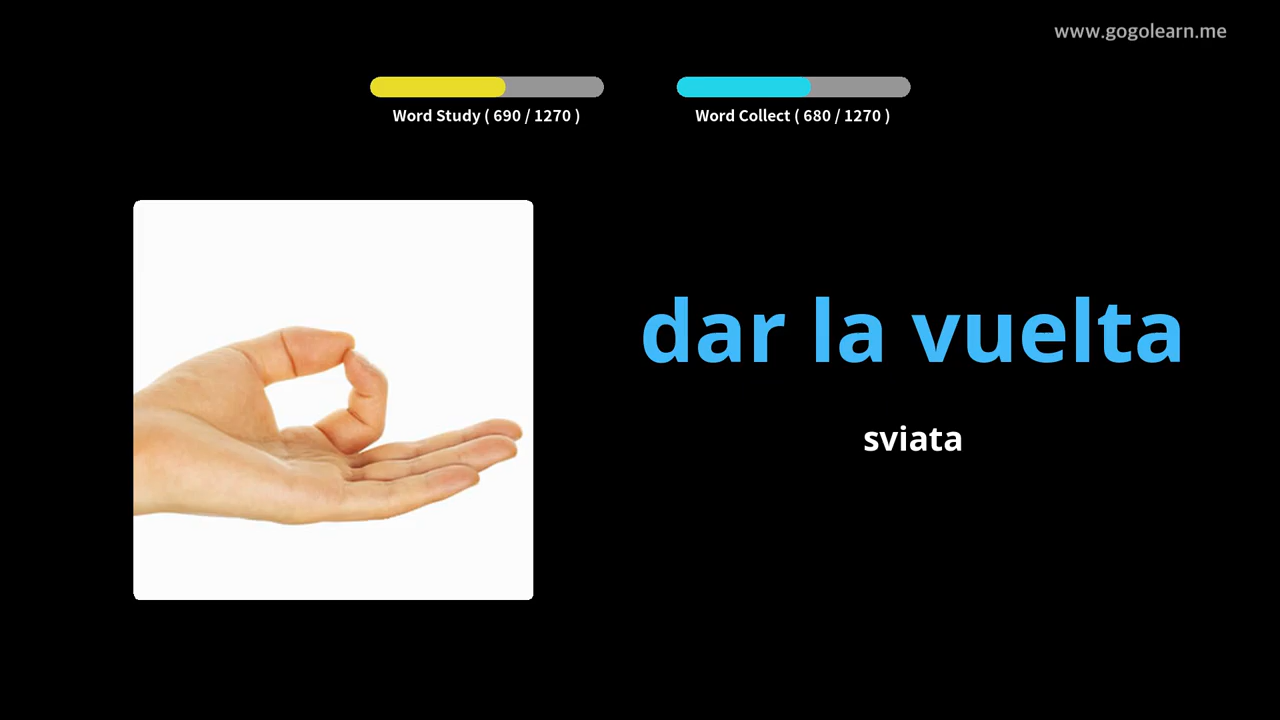 www.gogolearn.me
Word Study ( 690 / 1270 )
Word Collect ( 680 / 1270 )
dar la vuelta
sviata